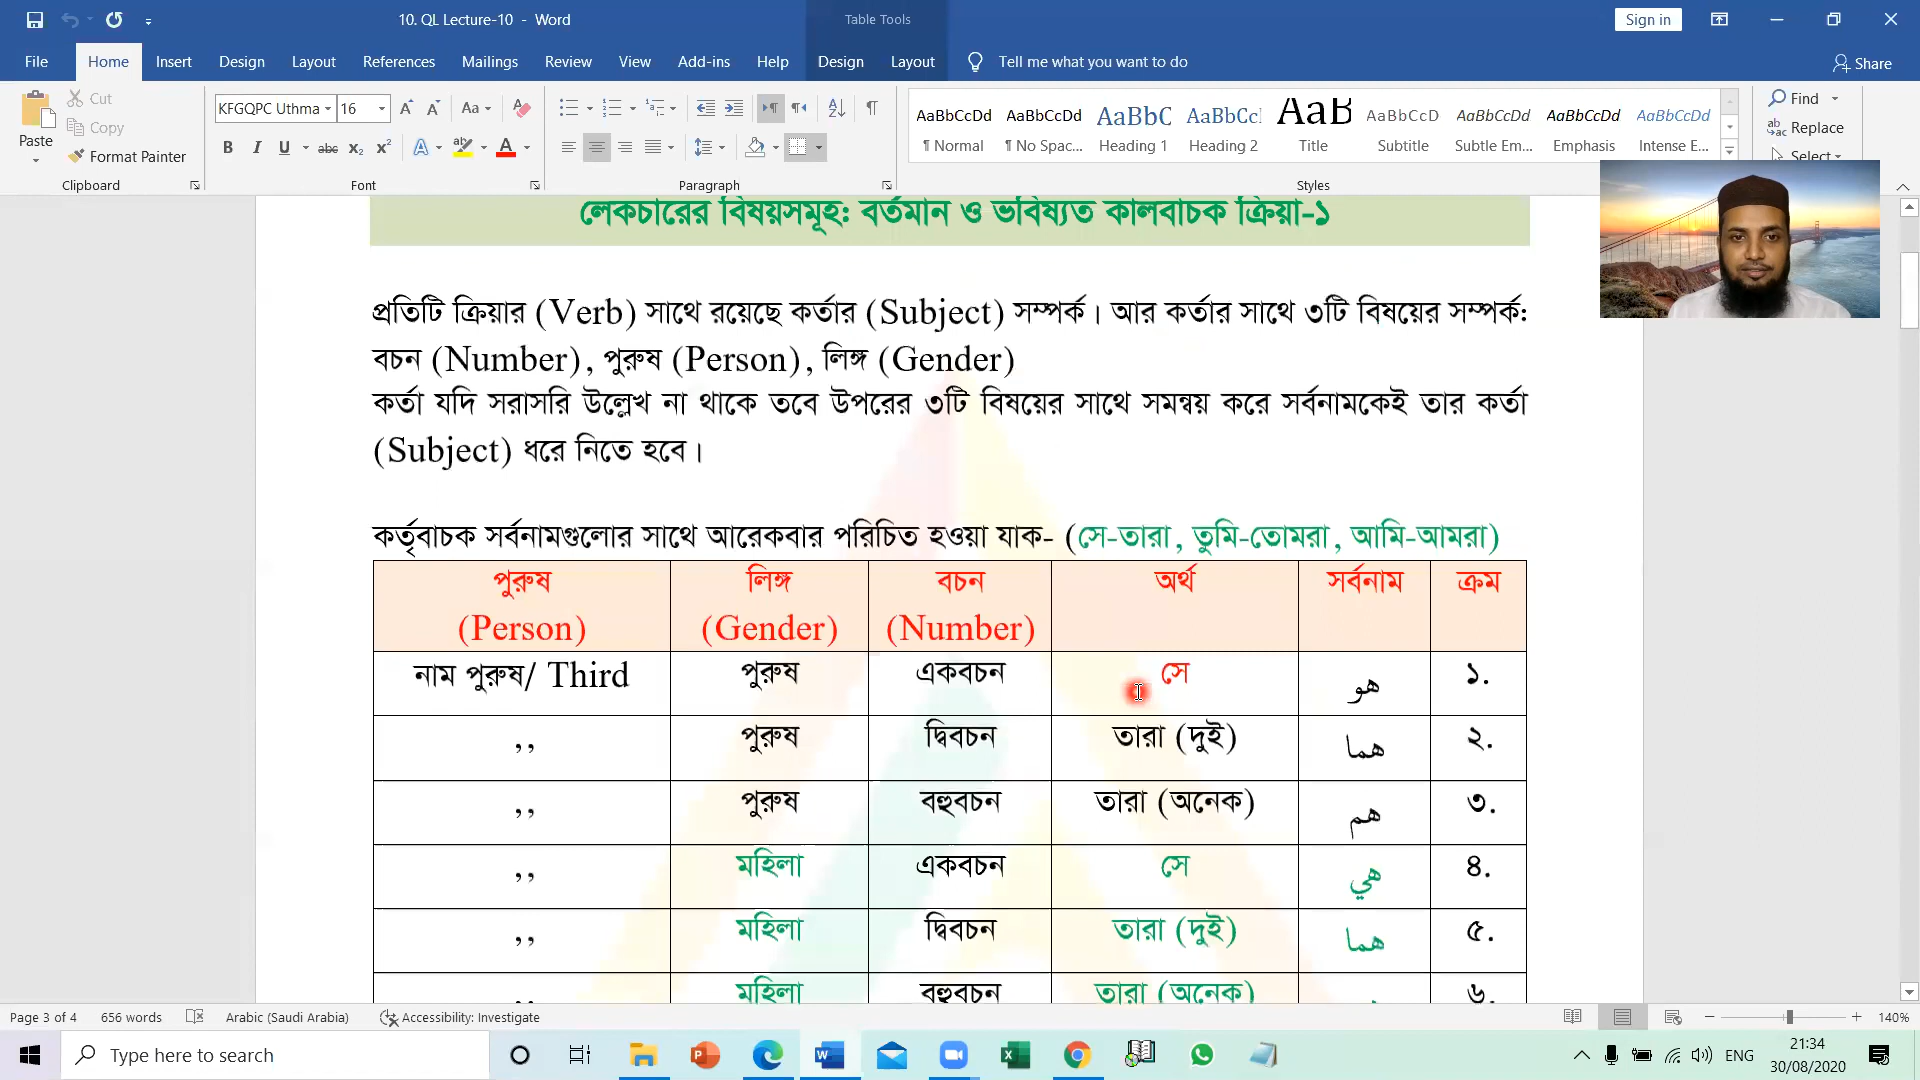 10. QL Lecture-10 - Word
Table Tools
Sign in
File Home Insert Design Layout References Mailings Review View Add-ins Help Design Layout Tell me what you want to do Share
Paste
Cut
Copy
Format Painter
Clipboard
KFGQPC Uthma 16
Font
Paragraph
AaBbCcDd AaBbCcDd AaBbC AaBbCc AaB AaBbCcD AaBbCcDd AaBbCcDd AaBbCcDd
¶ Normal ¶ No Spac... Heading 1 Heading 2 Title Subtitle Subtle Em... Emphasis Intense E...
Styles
Find
Replace
Select
লেকচারের বিষয়সমূহ: বর্তমান ও ভবিষ্যত কালবাচক ক্রিয়া-১
প্রতিটি ক্রিয়ার (Verb) সাথে রয়েছে কর্তার (Subject) সম্পর্ক। আর কর্তার সাথে ৩টি বিষয়ের সম্পর্ক:
বচন (Number), পুরুষ (Person), লিঙ্গ (Gender)
কর্তা যদি সরাসরি উল্লেখ না থাকে তবে উপরের ৩টি বিষয়ের সাথে সমন্বয় করে সর্বনামকেই তার কর্তা
(Subject) ধরে নিতে হবে।
কর্তৃবাচক সর্বনামগুলোর সাথে আরেকবার পরিচিত হওয়া যাক- (সে-তারা, তুমি-তোমরা, আমি-আমরা)
পুরুষ (Person) লিঙ্গ (Gender) বচন (Number) অর্থ সর্বনাম ক্রম
নাম পুরুষ/ Third পুরুষ একবচন সে هو ১.
,, পুরুষ দ্বিবচন তারা (দুই) هما ২.
,, পুরুষ বহুবচন তারা (অনেক) هم ৩.
,, মহিলা একবচন সে هي ৪.
,, মহিলা দ্বিবচন তারা (দুই) هما ৫.
,, মহিলা বহুবচন তারা (অনেক) ৬.
Page 3 of 4 656 words Arabic (Saudi Arabia) Accessibility: Investigate 140%
Type here to search
ENG
21:34
30/08/2020